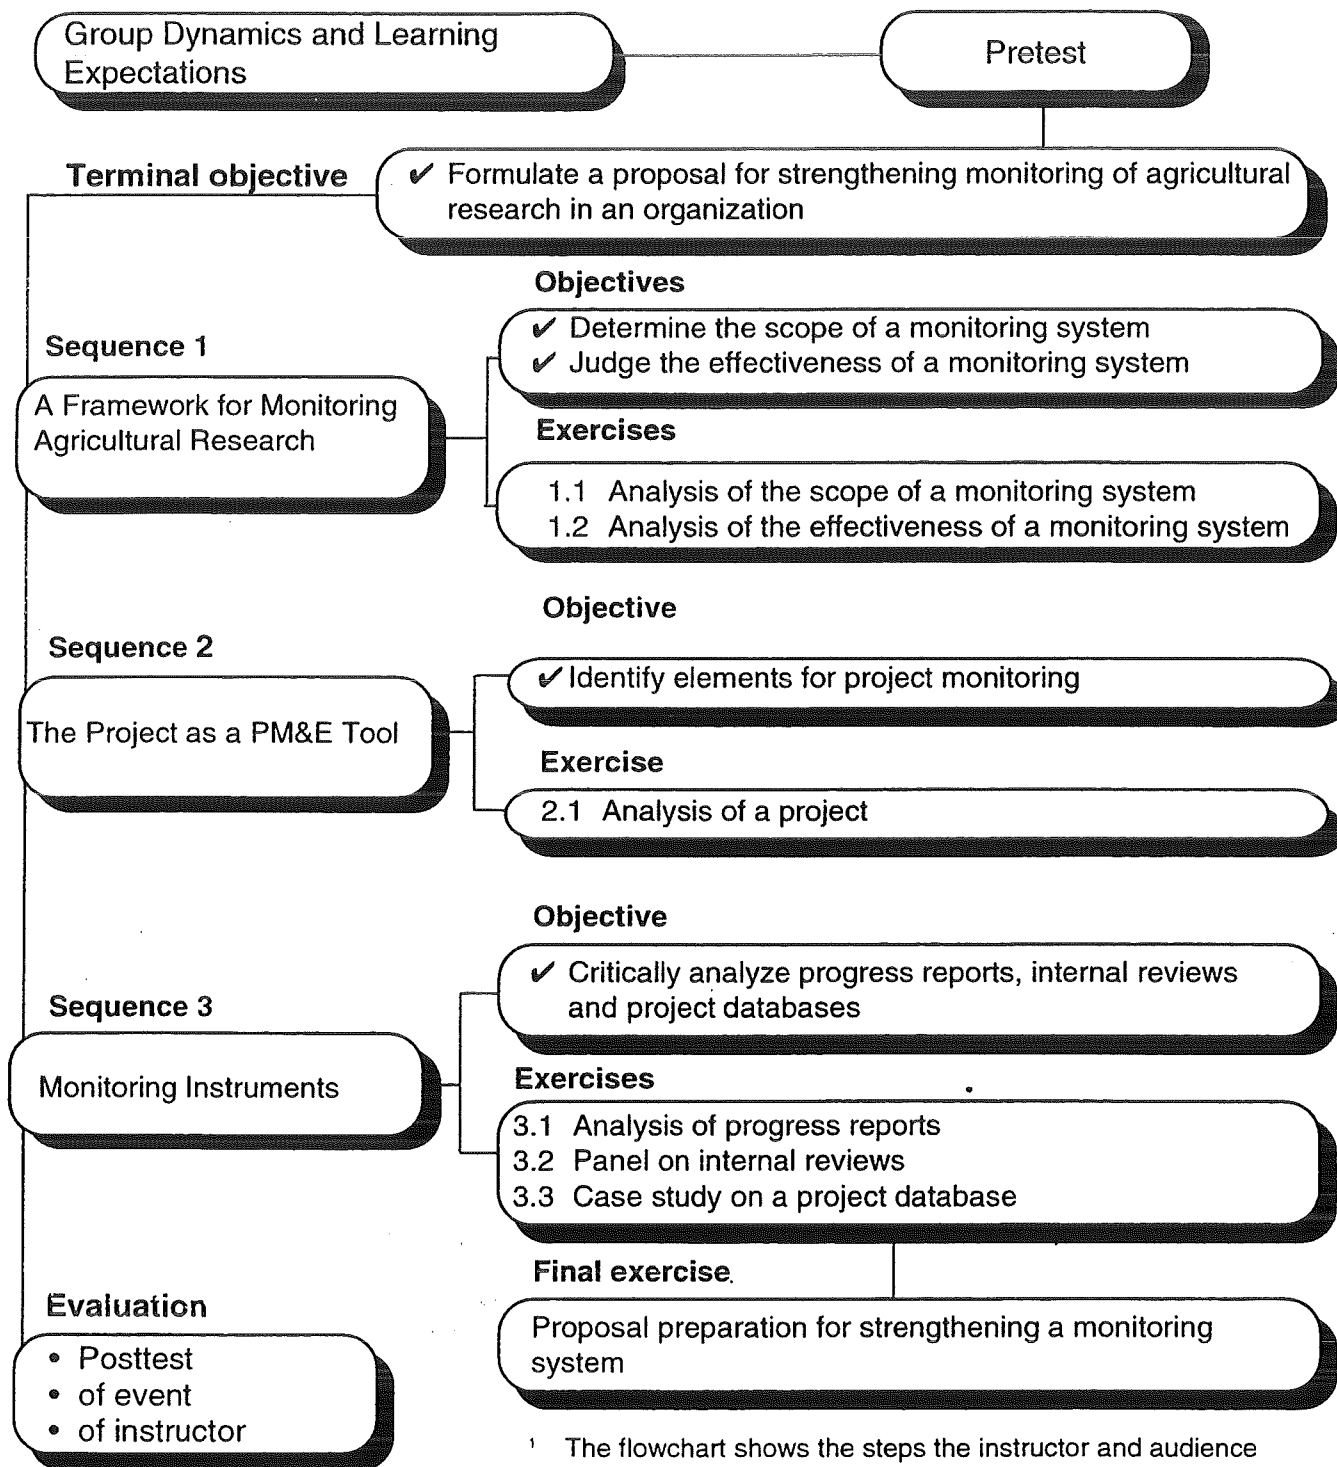 Group Dynamics and Learning
Expectations
Pretest
Terminal objective
✔ Formulate a proposal for strengthening monitoring of agricultural
research in an organization
Sequence 1
A Framework for Monitoring
Agricultural Research
Objectives
✔ Determine the scope of a monitoring system
✔ Judge the effectiveness of a monitoring system
Exercises
1.1 Analysis of the scope of a monitoring system
1.2 Analysis of the effectiveness of a monitoring system
Sequence 2
The Project as a PM&E Tool
Objective
✔ Identify elements for project monitoring
Exercise
2.1 Analysis of a project
Sequence 3
Monitoring Instruments
Objective
✔ Critically analyze progress reports, internal reviews
and project databases
Exercises
3.1 Analysis of progress reports
3.2 Panel on internal reviews
3.3 Case study on a project database
Final exercise
Proposal preparation for strengthening a monitoring
system
Evaluation
• Posttest
• of event
• of instructor
¹ The flowchart shows the steps the instructor and audience